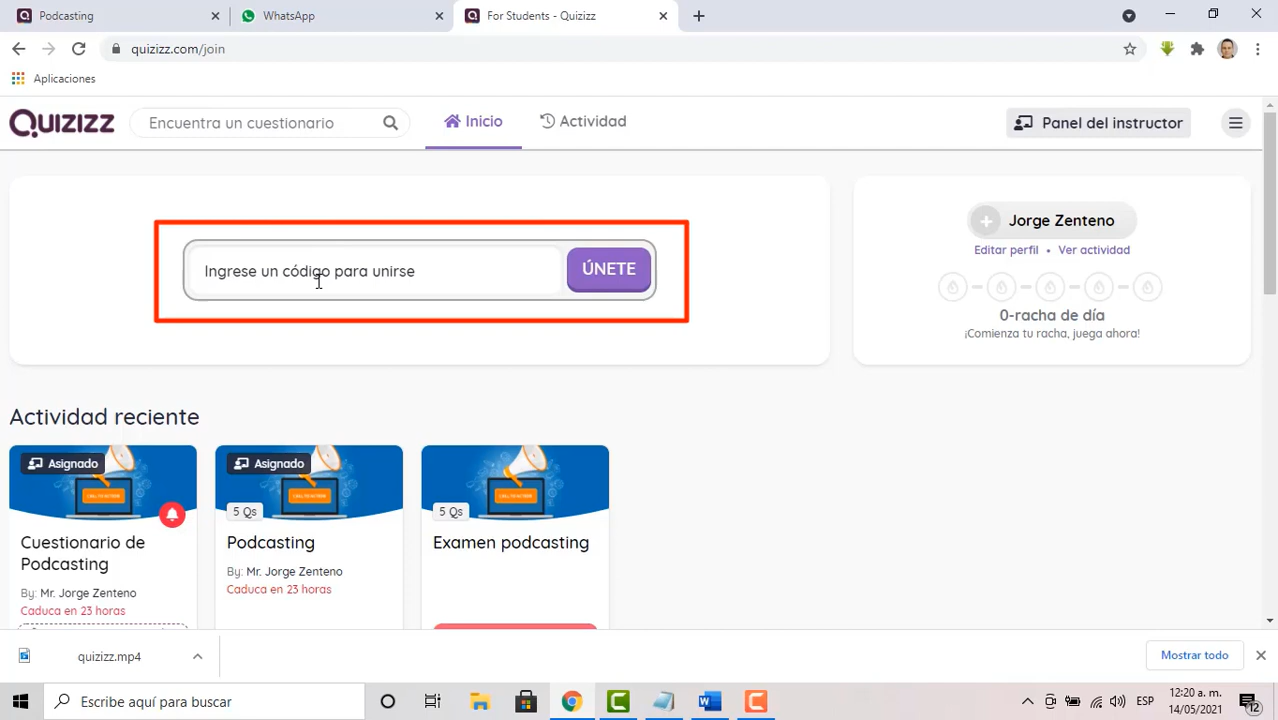 Podcasting
WhatsApp
For Students - Quizizz
quizizz.com/join
Aplicaciones
Quizizz
Encuentra un cuestionario
Inicio
Actividad
Panel del instructor
Ingrese un código para unirse
ÚNETE
Jorge Zenteno
Editar perfil • Ver actividad
0-racha de día
¡Comienza tu racha, juega ahora!
Actividad reciente
Asignado
Cuestionario de
Podcasting
By: Mr. Jorge Zenteno
Caduca en 23 horas
Asignado
5 Qs
Podcasting
By: Mr. Jorge Zenteno
Caduca en 23 horas
5 Qs
Examen podcasting
quizizz.mp4
Mostrar todo
Escribe aquí para buscar
ESP
12:10 a. m.
14/05/2021
12